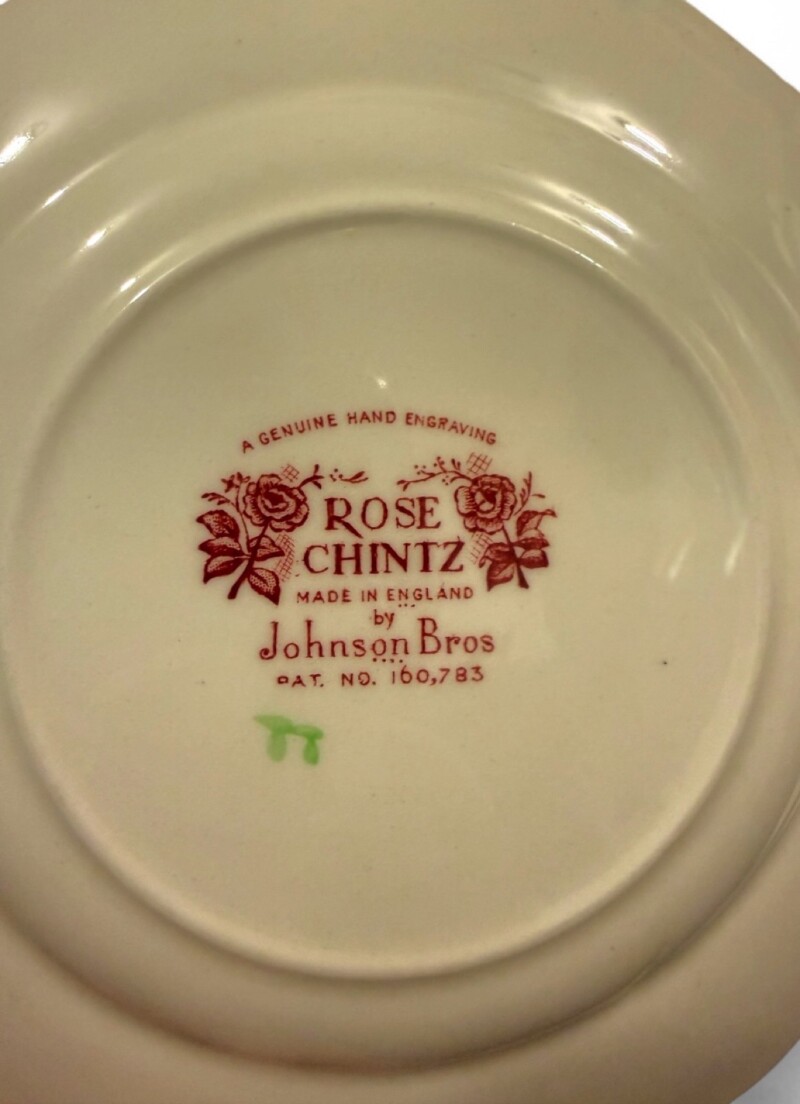 A GENUINE HAND ENGRAVING
ROSE
CHINTZ
MADE IN ENGLAND
by
Johnson Bros
PAT. NO. 160,783